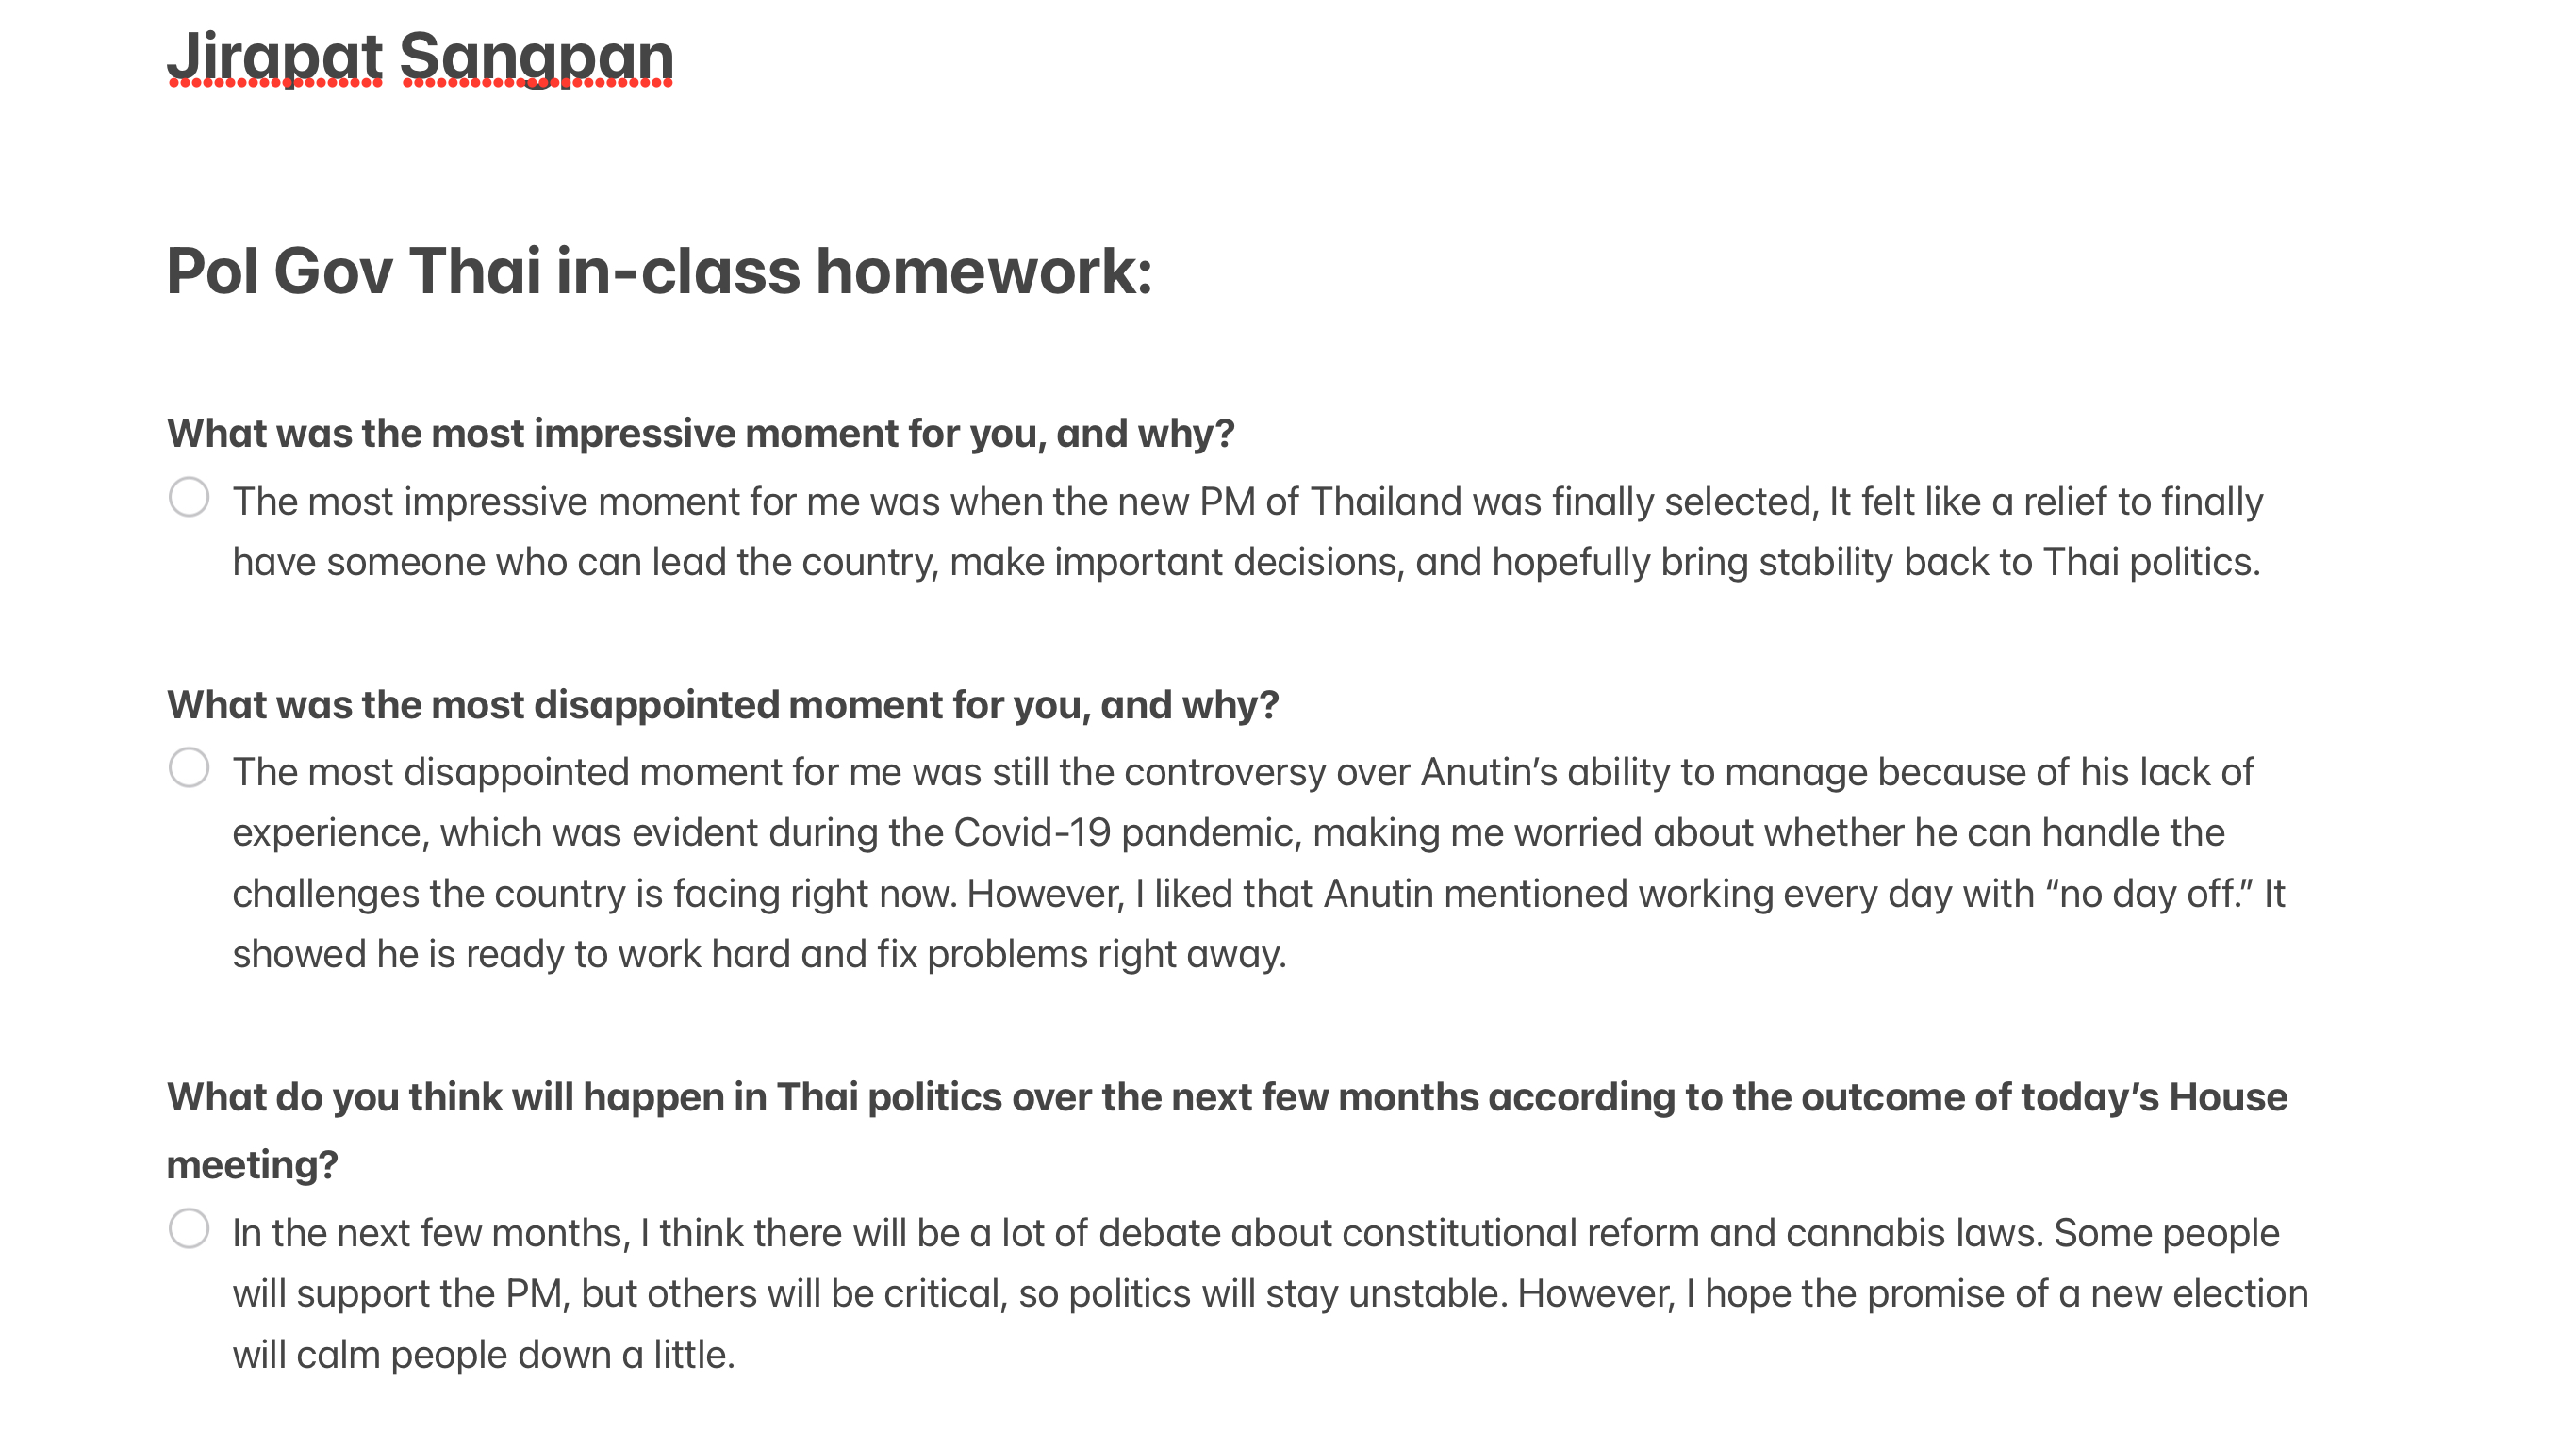 Jirapat Sangpan
Pol Gov Thai in-class homework:
What was the most impressive moment for you, and why?
The most impressive moment for me was when the new PM of Thailand was finally selected, It felt like a relief to finally
have someone who can lead the country, make important decisions, and hopefully bring stability back to Thai politics.
What was the most disappointed moment for you, and why?
The most disappointed moment for me was still the controversy over Anutin’s ability to manage because of his lack of
experience, which was evident during the Covid-19 pandemic, making me worried about whether he can handle the
challenges the country is facing right now. However, I liked that Anutin mentioned working every day with “no day off.” It
showed he is ready to work hard and fix problems right away.
What do you think will happen in Thai politics over the next few months according to the outcome of today’s House
meeting?
In the next few months, I think there will be a lot of debate about constitutional reform and cannabis laws. Some people
will support the PM, but others will be critical, so politics will stay unstable. However, I hope the promise of a new election
will calm people down a little.